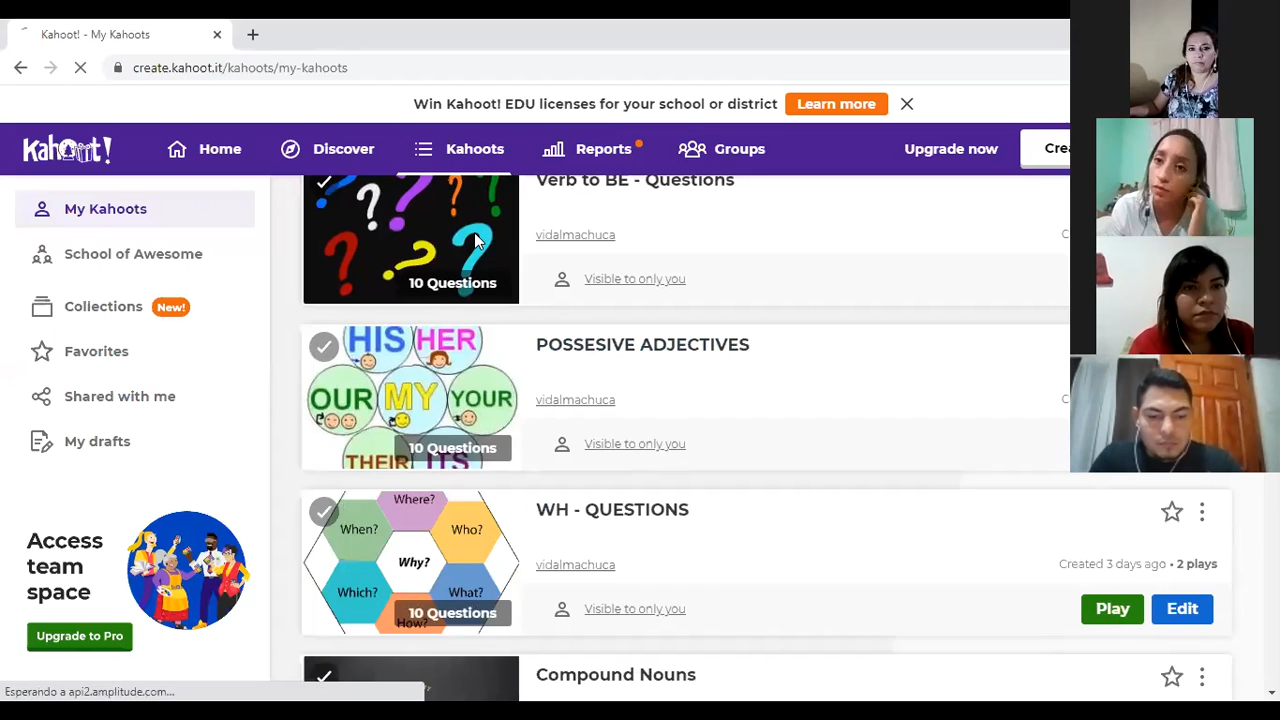 Kahoot! - My Kahoots
create.kahoot.it/kahoots/my-kahoots
Win Kahoot! EDU licenses for your school or district
Learn more
Kahoot!
Home
Discover
Kahoots
Reports
Groups
Upgrade now
Crea
My Kahoots
School of Awesome
Collections
New!
Favorites
Shared with me
My drafts
Access
team
space
Upgrade to Pro
Verb to BE - Questions
vidalmachuca
C
10 Questions
Visible to only you
HIS HER
OUR MY YOUR
THEIR ITS
10 Questions
POSSESIVE ADJECTIVES
vidalmachuca
C
Visible to only you
Where?
When?
Who?
Why?
Which?
What?
How?
10 Questions
WH - QUESTIONS
vidalmachuca
Created 3 days ago • 2 plays
Visible to only you
Play
Edit
Compound Nouns
Esperando a api2.amplitude.com...